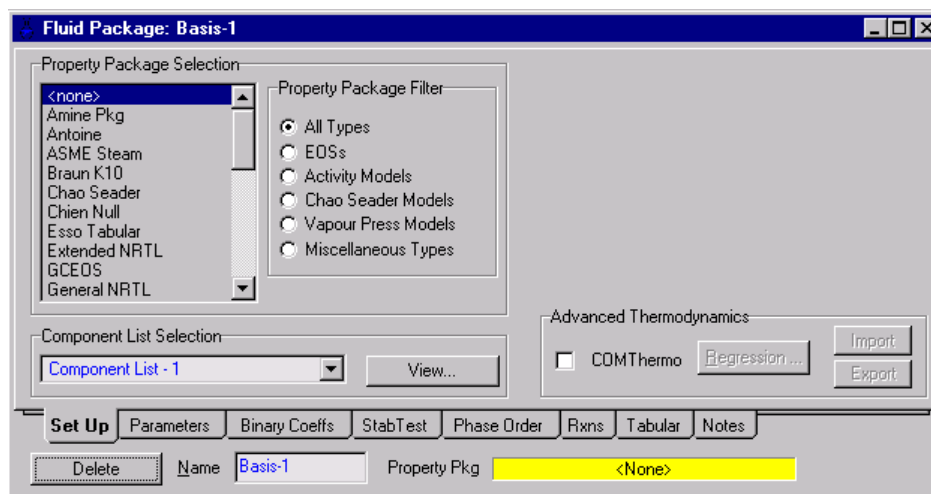 Fluid Package: Basis-1
Property Package Selection
<none>
Amine Pkg
Antoine
ASME Steam
Braun K10
Chao Seader
Chien Null
Esso Tabular
Extended NRTL
GCEOS
General NRTL
Property Package Filter
All Types
EOSs
Activity Models
Chao Seader Models
Vapour Press Models
Miscellaneous Types
Component List Selection
Component List - 1
View...
Advanced Thermodynamics
COMThermo
Regression ...
Import
Export
Set Up Parameters Binary Coeffs StabTest Phase Order Rxns Tabular Notes
Delete Name Basis-1 Property Pkg <None>